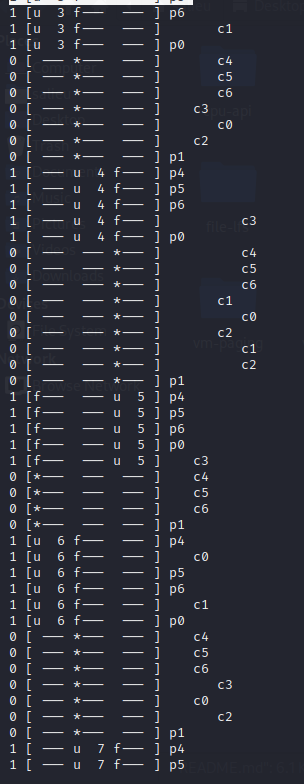 1 [u 3 f--- --- ] p6
1 [u 3 f--- --- ] c1
1 [u 3 f--- --- ] p0
0 [ --- *--- --- ] c4
0 [ --- *--- --- ] c5
0 [ --- *--- --- ] c6
0 [ --- *--- --- ] c3
0 [ --- *--- --- ] c0
0 [ --- *--- --- ] c2
0 [ --- *--- --- ] p1
1 [ --- u 4 f--- ] p4
1 [ --- u 4 f--- ] p5
1 [ --- u 4 f--- ] p6
1 [ --- u 4 f--- ] c3
1 [ --- u 4 f--- ] p0
0 [ --- --- *--- ] c4
0 [ --- --- *--- ] c5
0 [ --- --- *--- ] c6
0 [ --- --- *--- ] c1
0 [ --- --- *--- ] c0
0 [ --- --- *--- ] c2
0 [ --- --- *--- ] c1
0 [ --- --- *--- ] c2
0 [ --- --- *--- ] p1
1 [f--- --- u 5 ] p4
1 [f--- --- u 5 ] p5
1 [f--- --- u 5 ] p6
1 [f--- --- u 5 ] p0
1 [f--- --- u 5 ] c3
0 [*--- --- --- ] c4
0 [*--- --- --- ] c5
0 [*--- --- --- ] c6
0 [*--- --- --- ] p1
1 [u 6 f--- --- ] p4
1 [u 6 f--- --- ] c0
1 [u 6 f--- --- ] p5
1 [u 6 f--- --- ] p6
1 [u 6 f--- --- ] c1
1 [u 6 f--- --- ] p0
0 [ --- *--- --- ] c4
0 [ --- *--- --- ] c5
0 [ --- *--- --- ] c6
0 [ --- *--- --- ] c3
0 [ --- *--- --- ] c0
0 [ --- *--- --- ] c2
0 [ --- *--- --- ] p1
1 [ --- u 7 f--- ] p4
1 [ --- u 7 f--- ] p5